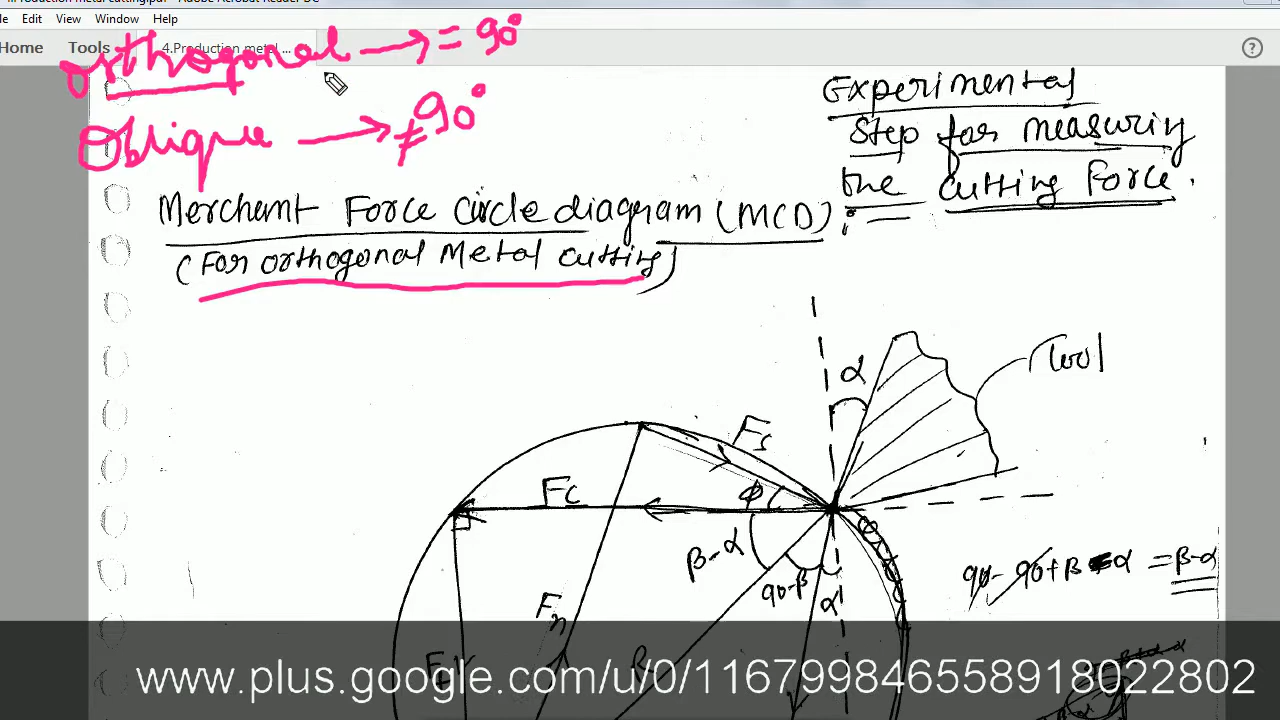 File Edit View Window Help
Home Tools 4.Production metal ...
Orthogonal → = 90°
Oblique → ≠ 90°
Experimental
Step for measuring
the cutting Force.
Merchant Force circle diagram (MCD) :
(For orthogonal Metal cutting)
α
Tool
Fs
Fc
φ
β-α
90-β
α
90-90+β-α = β-α
Fn
R
www.plus.google.com/u/0/116799846558918022802